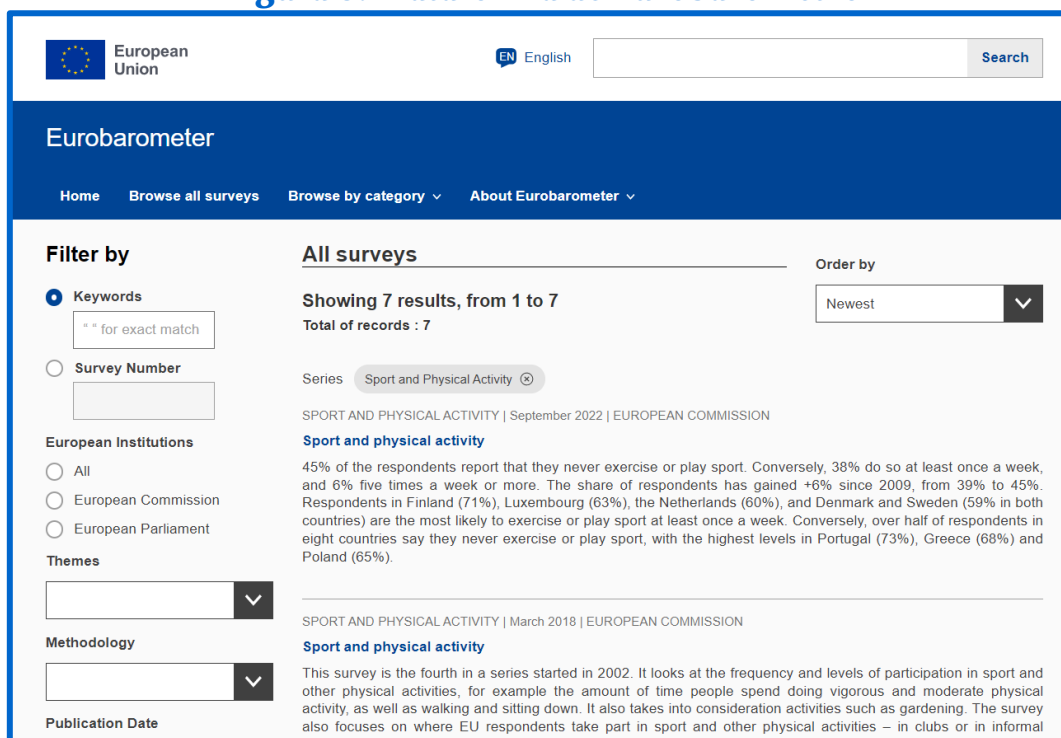 European
Union
EN English
Search
Eurobarometer
Home Browse all surveys Browse by category About Eurobarometer
Filter by
Keywords
" " for exact match
Survey Number
European Institutions
All
European Commission
European Parliament
Themes
Methodology
Publication Date
All surveys
Showing 7 results, from 1 to 7
Total of records : 7
Order by
Newest
Series Sport and Physical Activity
SPORT AND PHYSICAL ACTIVITY | September 2022 | EUROPEAN COMMISSION
Sport and physical activity
45% of the respondents report that they never exercise or play sport. Conversely, 38% do so at least once a week,
and 6% five times a week or more. The share of respondents has gained +6% since 2009, from 39% to 45%.
Respondents in Finland (71%), Luxembourg (63%), the Netherlands (60%), and Denmark and Sweden (59% in both
countries) are the most likely to exercise or play sport at least once a week. Conversely, over half of respondents in
eight countries say they never exercise or play sport, with the highest levels in Portugal (73%), Greece (68%) and
Poland (65%).
SPORT AND PHYSICAL ACTIVITY | March 2018 | EUROPEAN COMMISSION
Sport and physical activity
This survey is the fourth in a series started in 2002. It looks at the frequency and levels of participation in sport and
other physical activities, for example the amount of time people spend doing vigorous and moderate physical
activity, as well as walking and sitting down. It also takes into consideration activities such as gardening. The survey
also focuses on where EU respondents take part in sport and other physical activities – in clubs or in informal